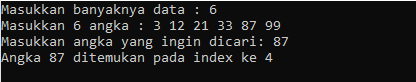 Masukkan banyaknya data : 6
Masukkan 6 angka : 3 12 21 33 87 99
Masukkan angka yang ingin dicari: 87
Angka 87 ditemukan pada index ke 4